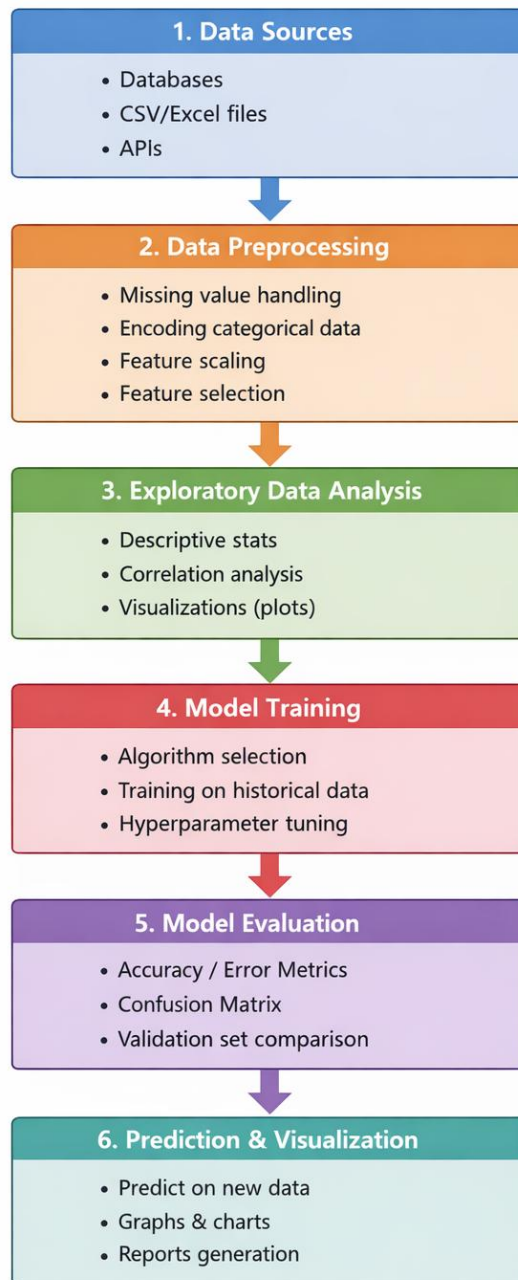 1. Data Sources
• Databases
• CSV/Excel files
• APIs
2. Data Preprocessing
• Missing value handling
• Encoding categorical data
• Feature scaling
• Feature selection
3. Exploratory Data Analysis
• Descriptive stats
• Correlation analysis
• Visualizations (plots)
4. Model Training
• Algorithm selection
• Training on historical data
• Hyperparameter tuning
5. Model Evaluation
• Accuracy / Error Metrics
• Confusion Matrix
• Validation set comparison
6. Prediction & Visualization
• Predict on new data
• Graphs & charts
• Reports generation